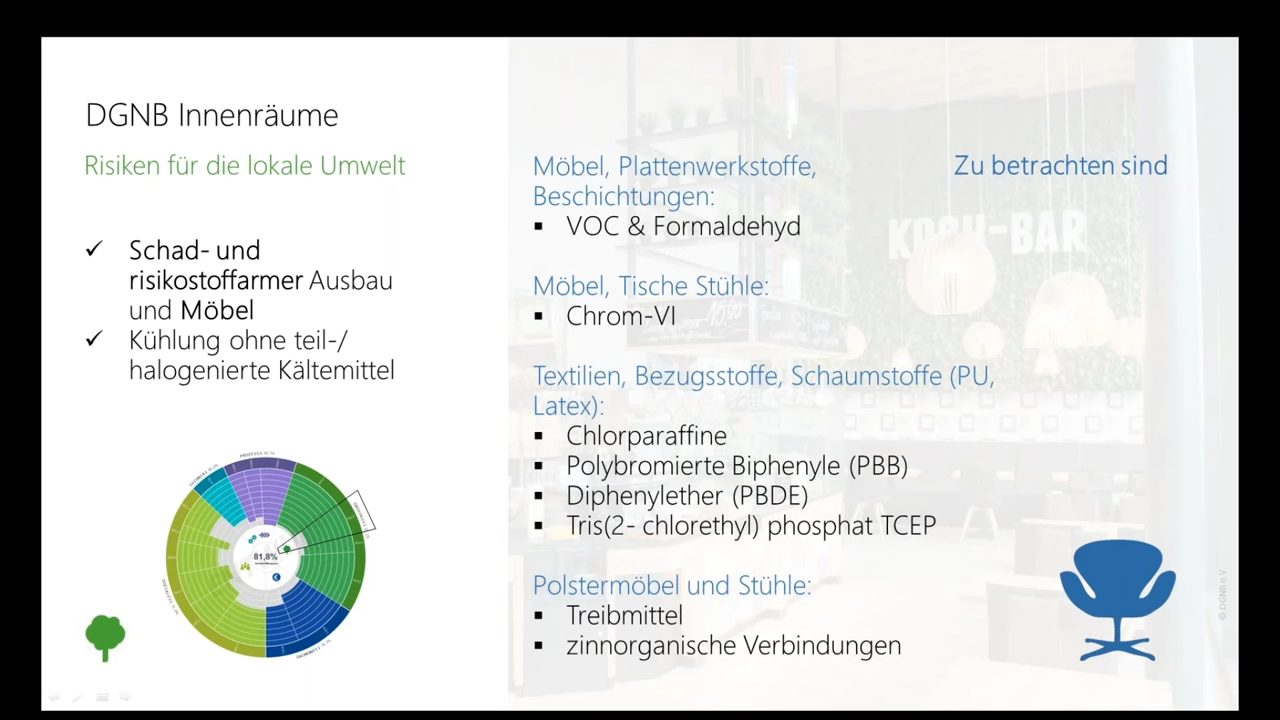 DGNB Innenräume
Risiken für die lokale Umwelt
✓ Schad- und
risikostoffarmer Ausbau
und Möbel
✓ Kühlung ohne teil-/
halogenierte Kältemittel
81,8%
Möbel, Plattenwerkstoffe,
Beschichtungen:
▪ VOC & Formaldehyd
Möbel, Tische Stühle:
▪ Chrom-VI
Textilien, Bezugsstoffe, Schaumstoffe (PU,
Latex):
▪ Chlorparaffine
▪ Polybromierte Biphenyle (PBB)
▪ Diphenylether (PBDE)
▪ Tris(2- chlorethyl) phosphat TCEP
Polstermöbel und Stühle:
▪ Treibmittel
▪ zinnorganische Verbindungen
Zu betrachten sind
© DGNB e.V.